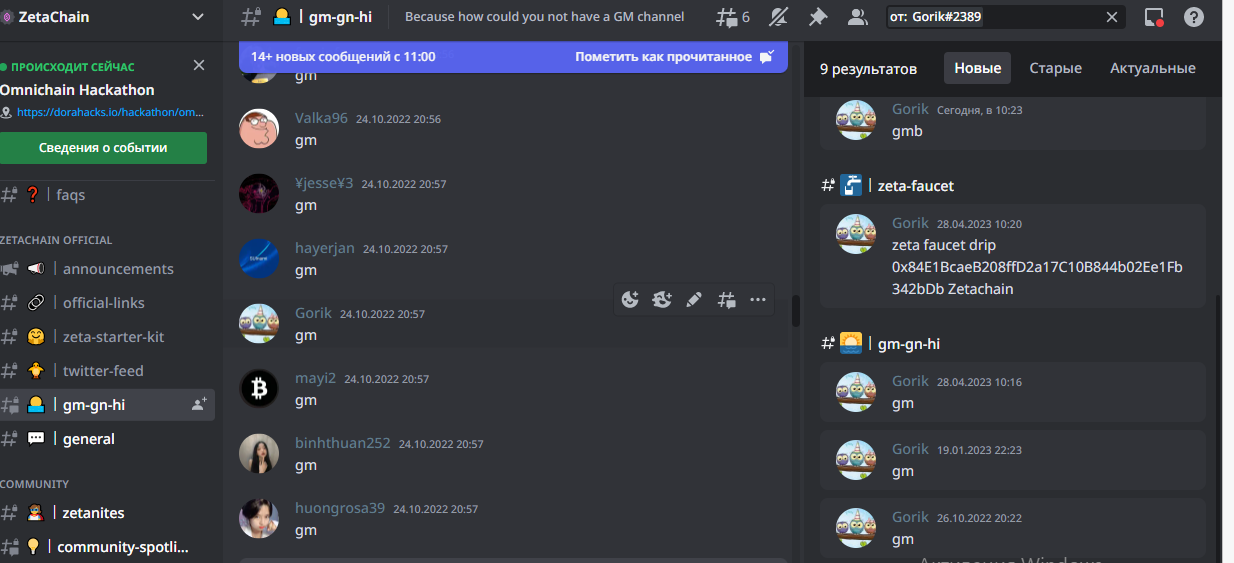 ZetaChain
ПРОИСХОДИТ СЕЙЧАС
Omnichain Hackathon
https://dorahacks.io/hackathon/om...
Сведения о событии
faqs
ZETACHAIN OFFICIAL
announcements
official-links
zeta-starter-kit
twitter-feed
gm-gn-hi
general
COMMUNITY
zetanites
community-spotli...
gm-gn-hi
Because how could you not have a GM channel
6
от: Gorik#2389
14+ новых сообщений с 11:00
Пометить как прочитанное
gm
Valka96 24.10.2022 20:56
gm
¥jesse¥3 24.10.2022 20:57
gm
hayerjan 24.10.2022 20:57
gm
Gorik 24.10.2022 20:57
gm
mayi2 24.10.2022 20:57
gm
binhthuan252 24.10.2022 20:57
gm
huongrosa39 24.10.2022 20:57
gm
9 результатов
Новые
Старые
Актуальные
Gorik Сегодня, в 10:23
gmb
zeta-faucet
Gorik 28.04.2023 10:20
zeta faucet drip
0x84E1BcaeB208ffD2a17C10B844b02Ee1Fb
342bDb Zetachain
gm-gn-hi
Gorik 28.04.2023 10:16
gm
Gorik 19.01.2023 22:23
gm
Gorik 26.10.2022 20:22
gm
Активация Windows